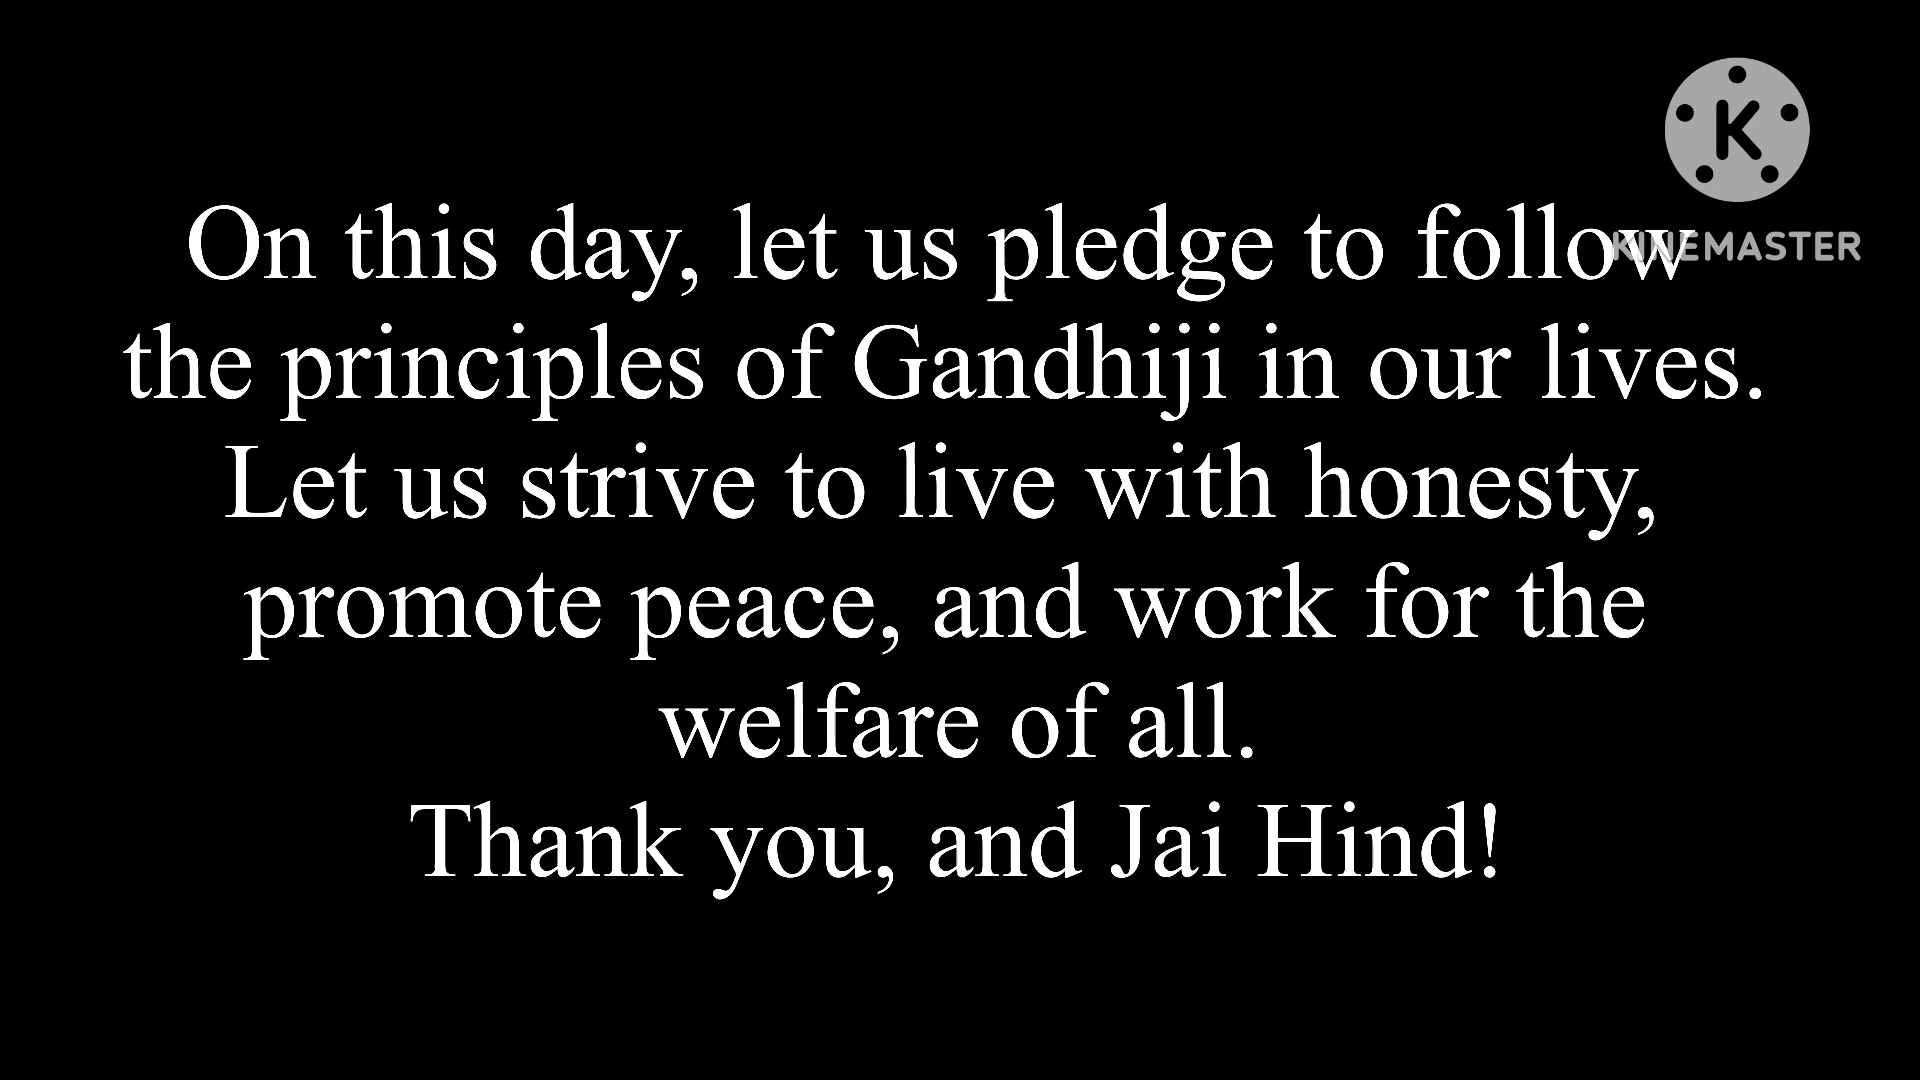 K
KINEMASTER
On this day, let us pledge to follow
the principles of Gandhiji in our lives.
Let us strive to live with honesty,
promote peace, and work for the
welfare of all.
Thank you, and Jai Hind!